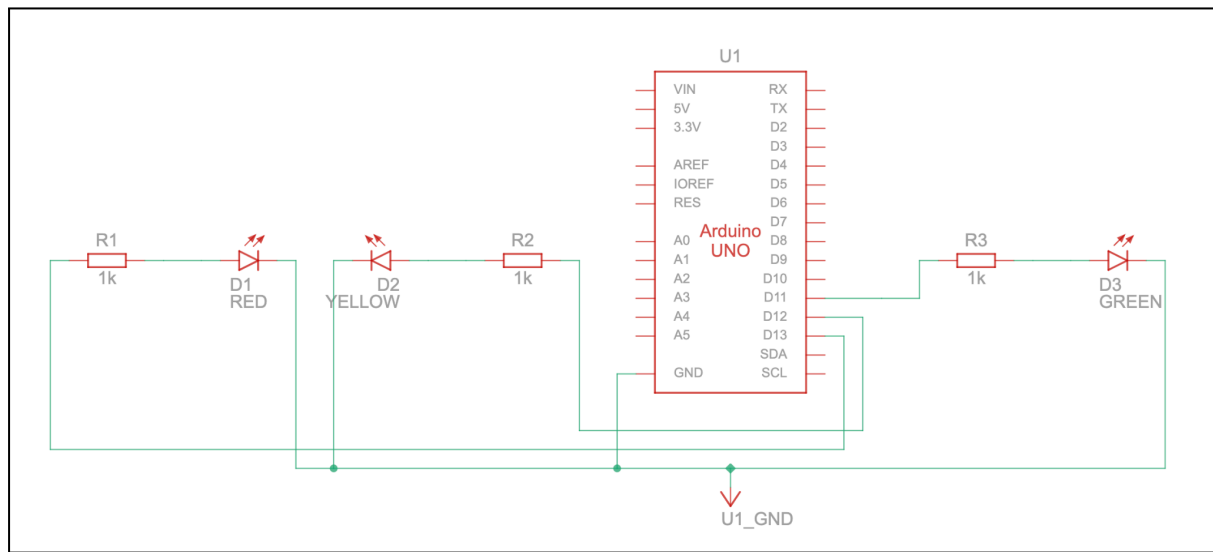 U1
VIN
5V
3.3V
AREF
IOREF
RES
A0
A1
A2
A3
A4
A5
GND
RX
TX
D2
D3
D4
D5
D6
D7
D8
D9
D10
D11
D12
D13
SDA
SCL
Arduino
UNO
R1
1k
D1
RED
D2
YELLOW
R2
1k
R3
1k
D3
GREEN
U1_GND